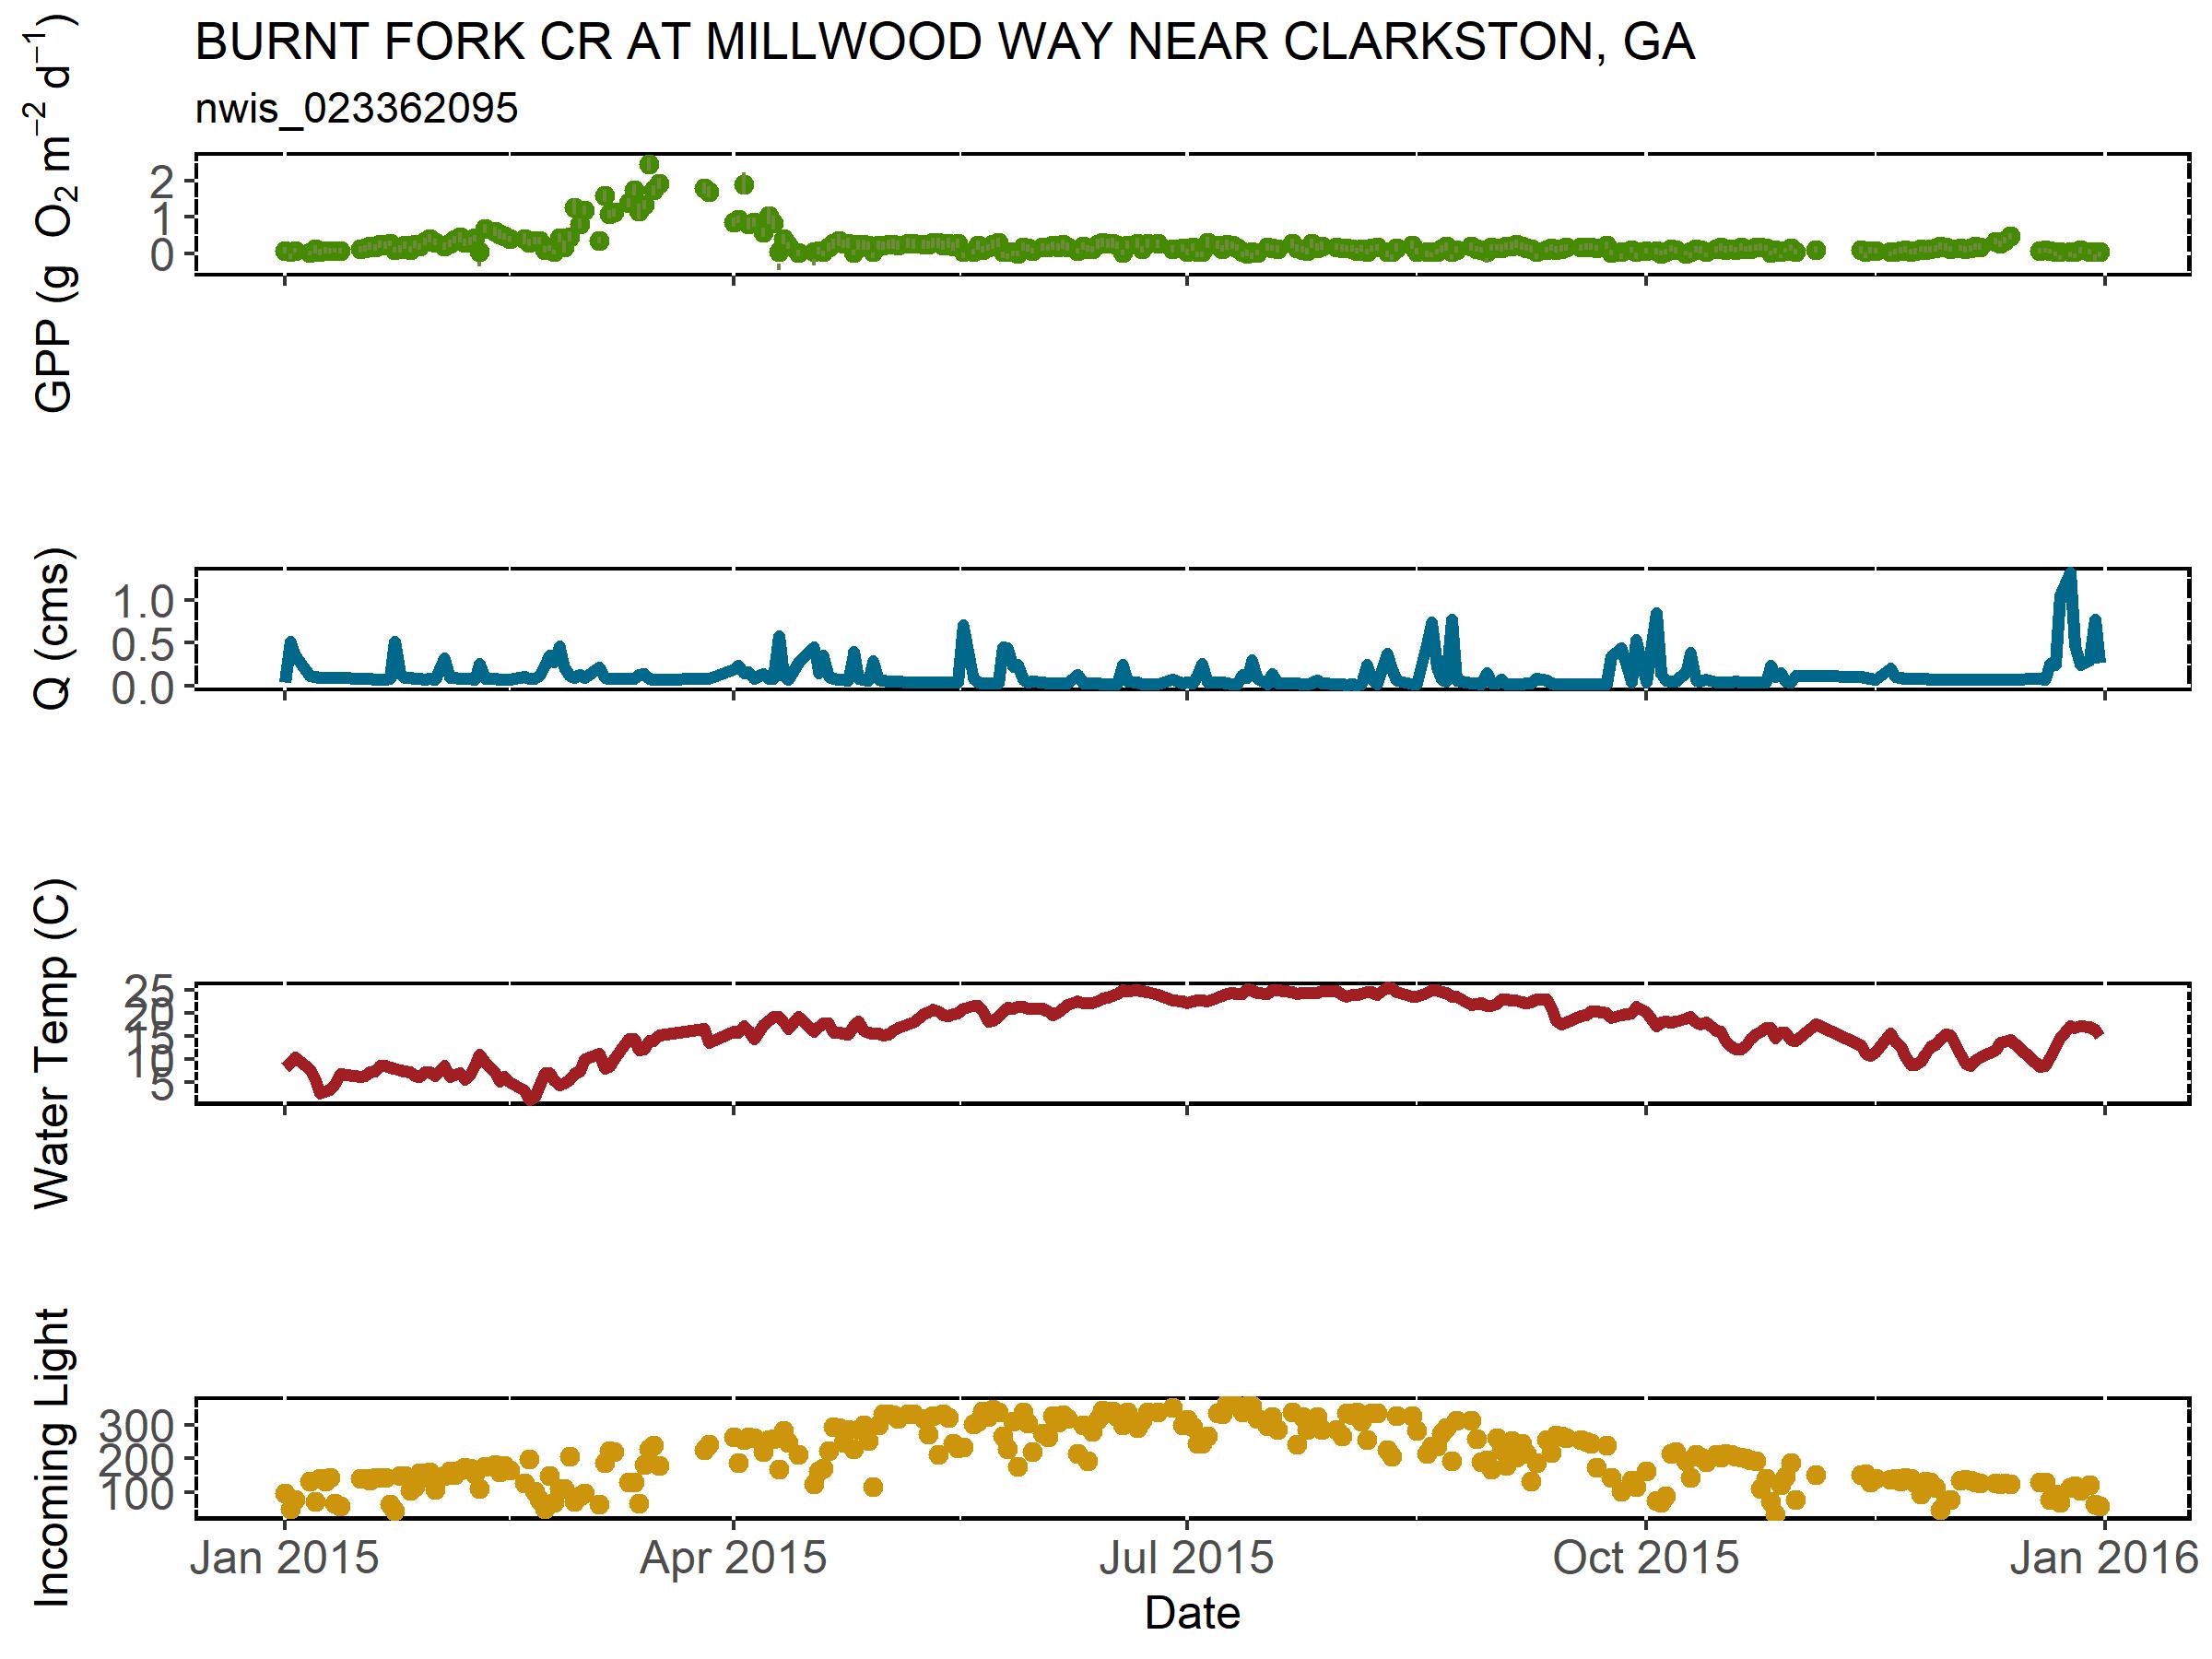 BURNT FORK CR AT MILLWOOD WAY NEAR CLARKSTON, GA
nwis_023362095
GPP (g O₂ m⁻² d⁻¹)
2
1
0
Q (cms)
1.0
0.5
0.0
Water Temp (C)
25
20
15
10
5
Incoming Light
300
200
100
Jan 2015 Apr 2015 Jul 2015 Oct 2015 Jan 2016
Date